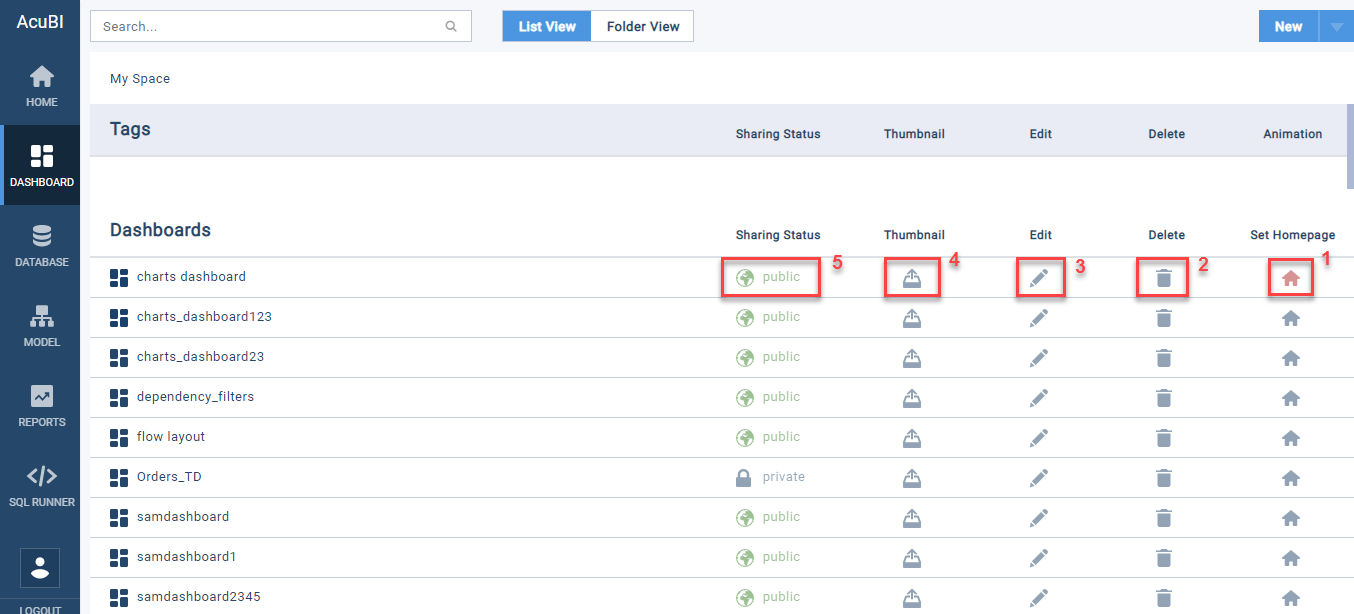 AcuBI
Search...
List View
Folder View
New
HOME
DASHBOARD
DATABASE
MODEL
REPORTS
SQL RUNNER
LOGOUT
My Space
Tags Sharing Status Thumbnail Edit Delete Animation
Dashboards Sharing Status Thumbnail Edit Delete Set Homepage
charts dashboard public 5 4 3 2 1
charts_dashboard123 public
charts_dashboard23 public
dependency_filters public
flow layout public
Orders_TD private
samdashboard public
samdashboard1 public
samdashboard2345 public